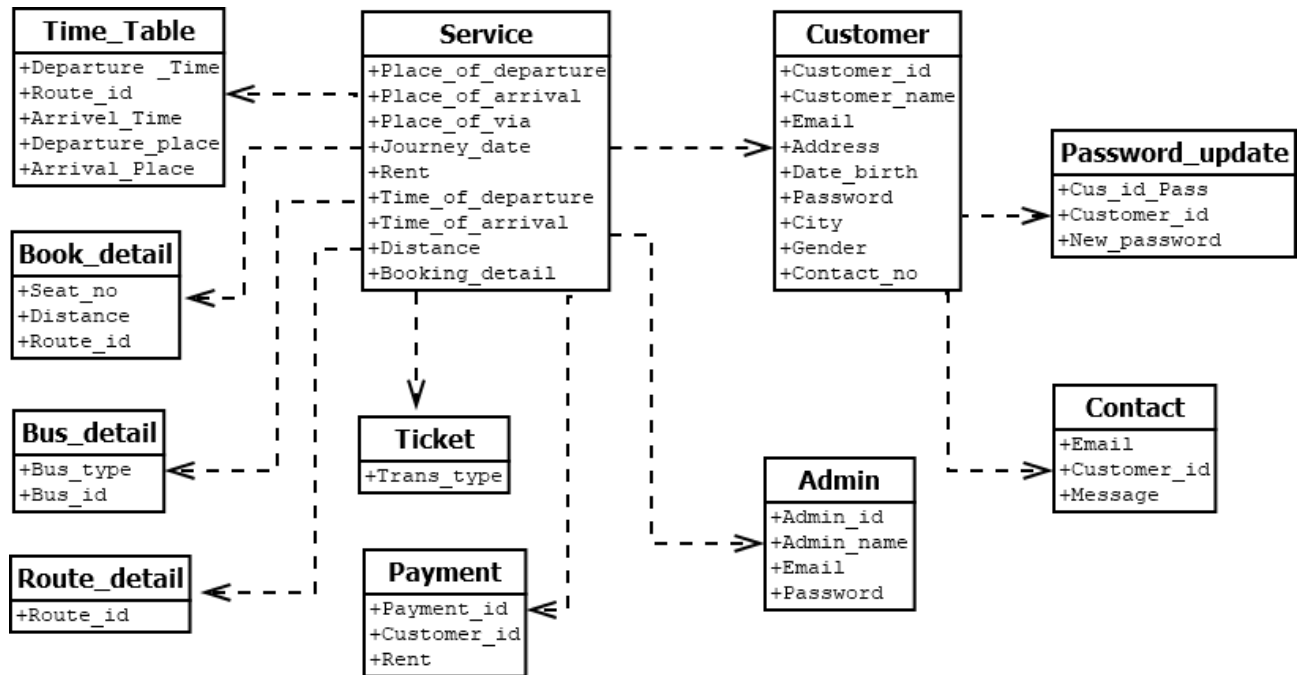 Time_Table
+Departure _Time
+Route_id
+Arrivel_Time
+Departure_place
+Arrival_Place
Service
+Place_of_departure
+Place_of_arrival
+Place_of_via
+Journey_date
+Rent
+Time_of_departure
+Time_of_arrival
+Distance
+Booking_detail
Customer
+Customer_id
+Customer_name
+Email
+Address
+Date_birth
+Password
+City
+Gender
+Contact_no
Password_update
+Cus_id_Pass
+Customer_id
+New_password
Book_detail
+Seat_no
+Distance
+Route_id
Bus_detail
+Bus_type
+Bus_id
Ticket
+Trans_type
Contact
+Email
+Customer_id
+Message
Admin
+Admin_id
+Admin_name
+Email
+Password
Route_detail
+Route_id
Payment
+Payment_id
+Customer_id
+Rent